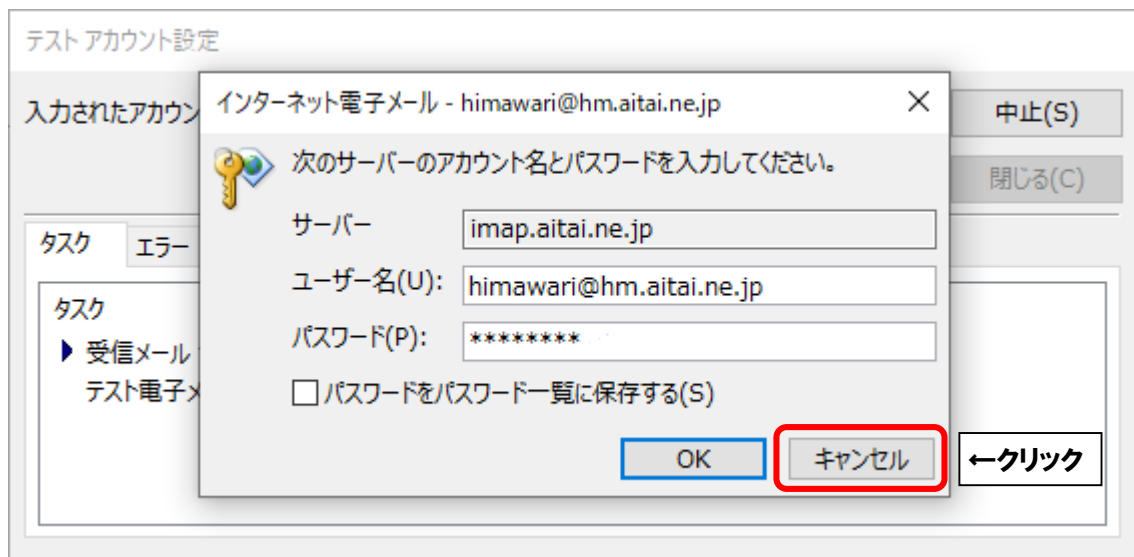 テスト アカウント設定
入力されたアカウン
中止(S)
閉じる(C)
インターネット電子メール - himawari@hm.aitai.ne.jp
次のサーバーのアカウント名とパスワードを入力してください。
サーバー imap.aitai.ne.jp
ユーザー名(U): himawari@hm.aitai.ne.jp
パスワード(P): ********
パスワードをパスワード一覧に保存する(S)
OK キャンセル ←クリック
タスク エラー
タスク
受信メール
テスト電子メ